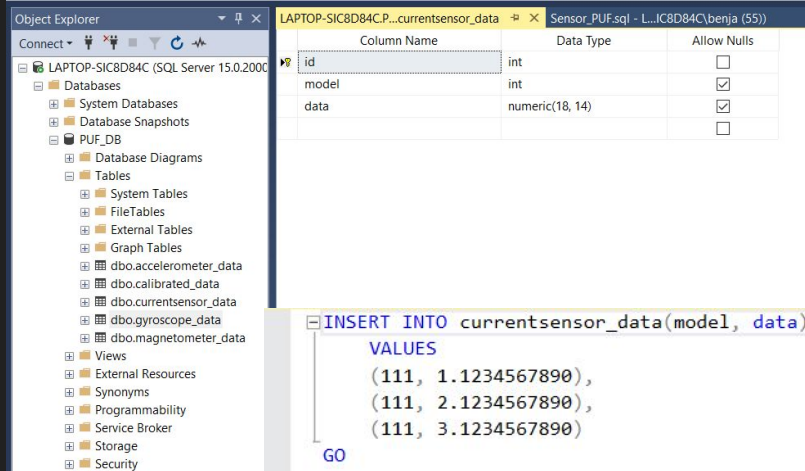 Object Explorer
Connect
LAPTOP-SIC8D84C (SQL Server 15.0.2000
Databases
System Databases
Database Snapshots
PUF_DB
Database Diagrams
Tables
System Tables
FileTables
External Tables
Graph Tables
dbo.accelerometer_data
dbo.calibrated_data
dbo.currentsensor_data
dbo.gyroscope_data
dbo.magnetometer_data
Views
External Resources
Synonyms
Programmability
Service Broker
Storage
Security
LAPTOP-SIC8D84C.P...currentsensor_data
Sensor_PUF.sql - L...IC8D84C\benja (55))
Column Name Data Type Allow Nulls
id int
model int
data numeric(18, 14)
INSERT INTO currentsensor_data(model, data)
VALUES
(111, 1.1234567890),
(111, 2.1234567890),
(111, 3.1234567890)
GO